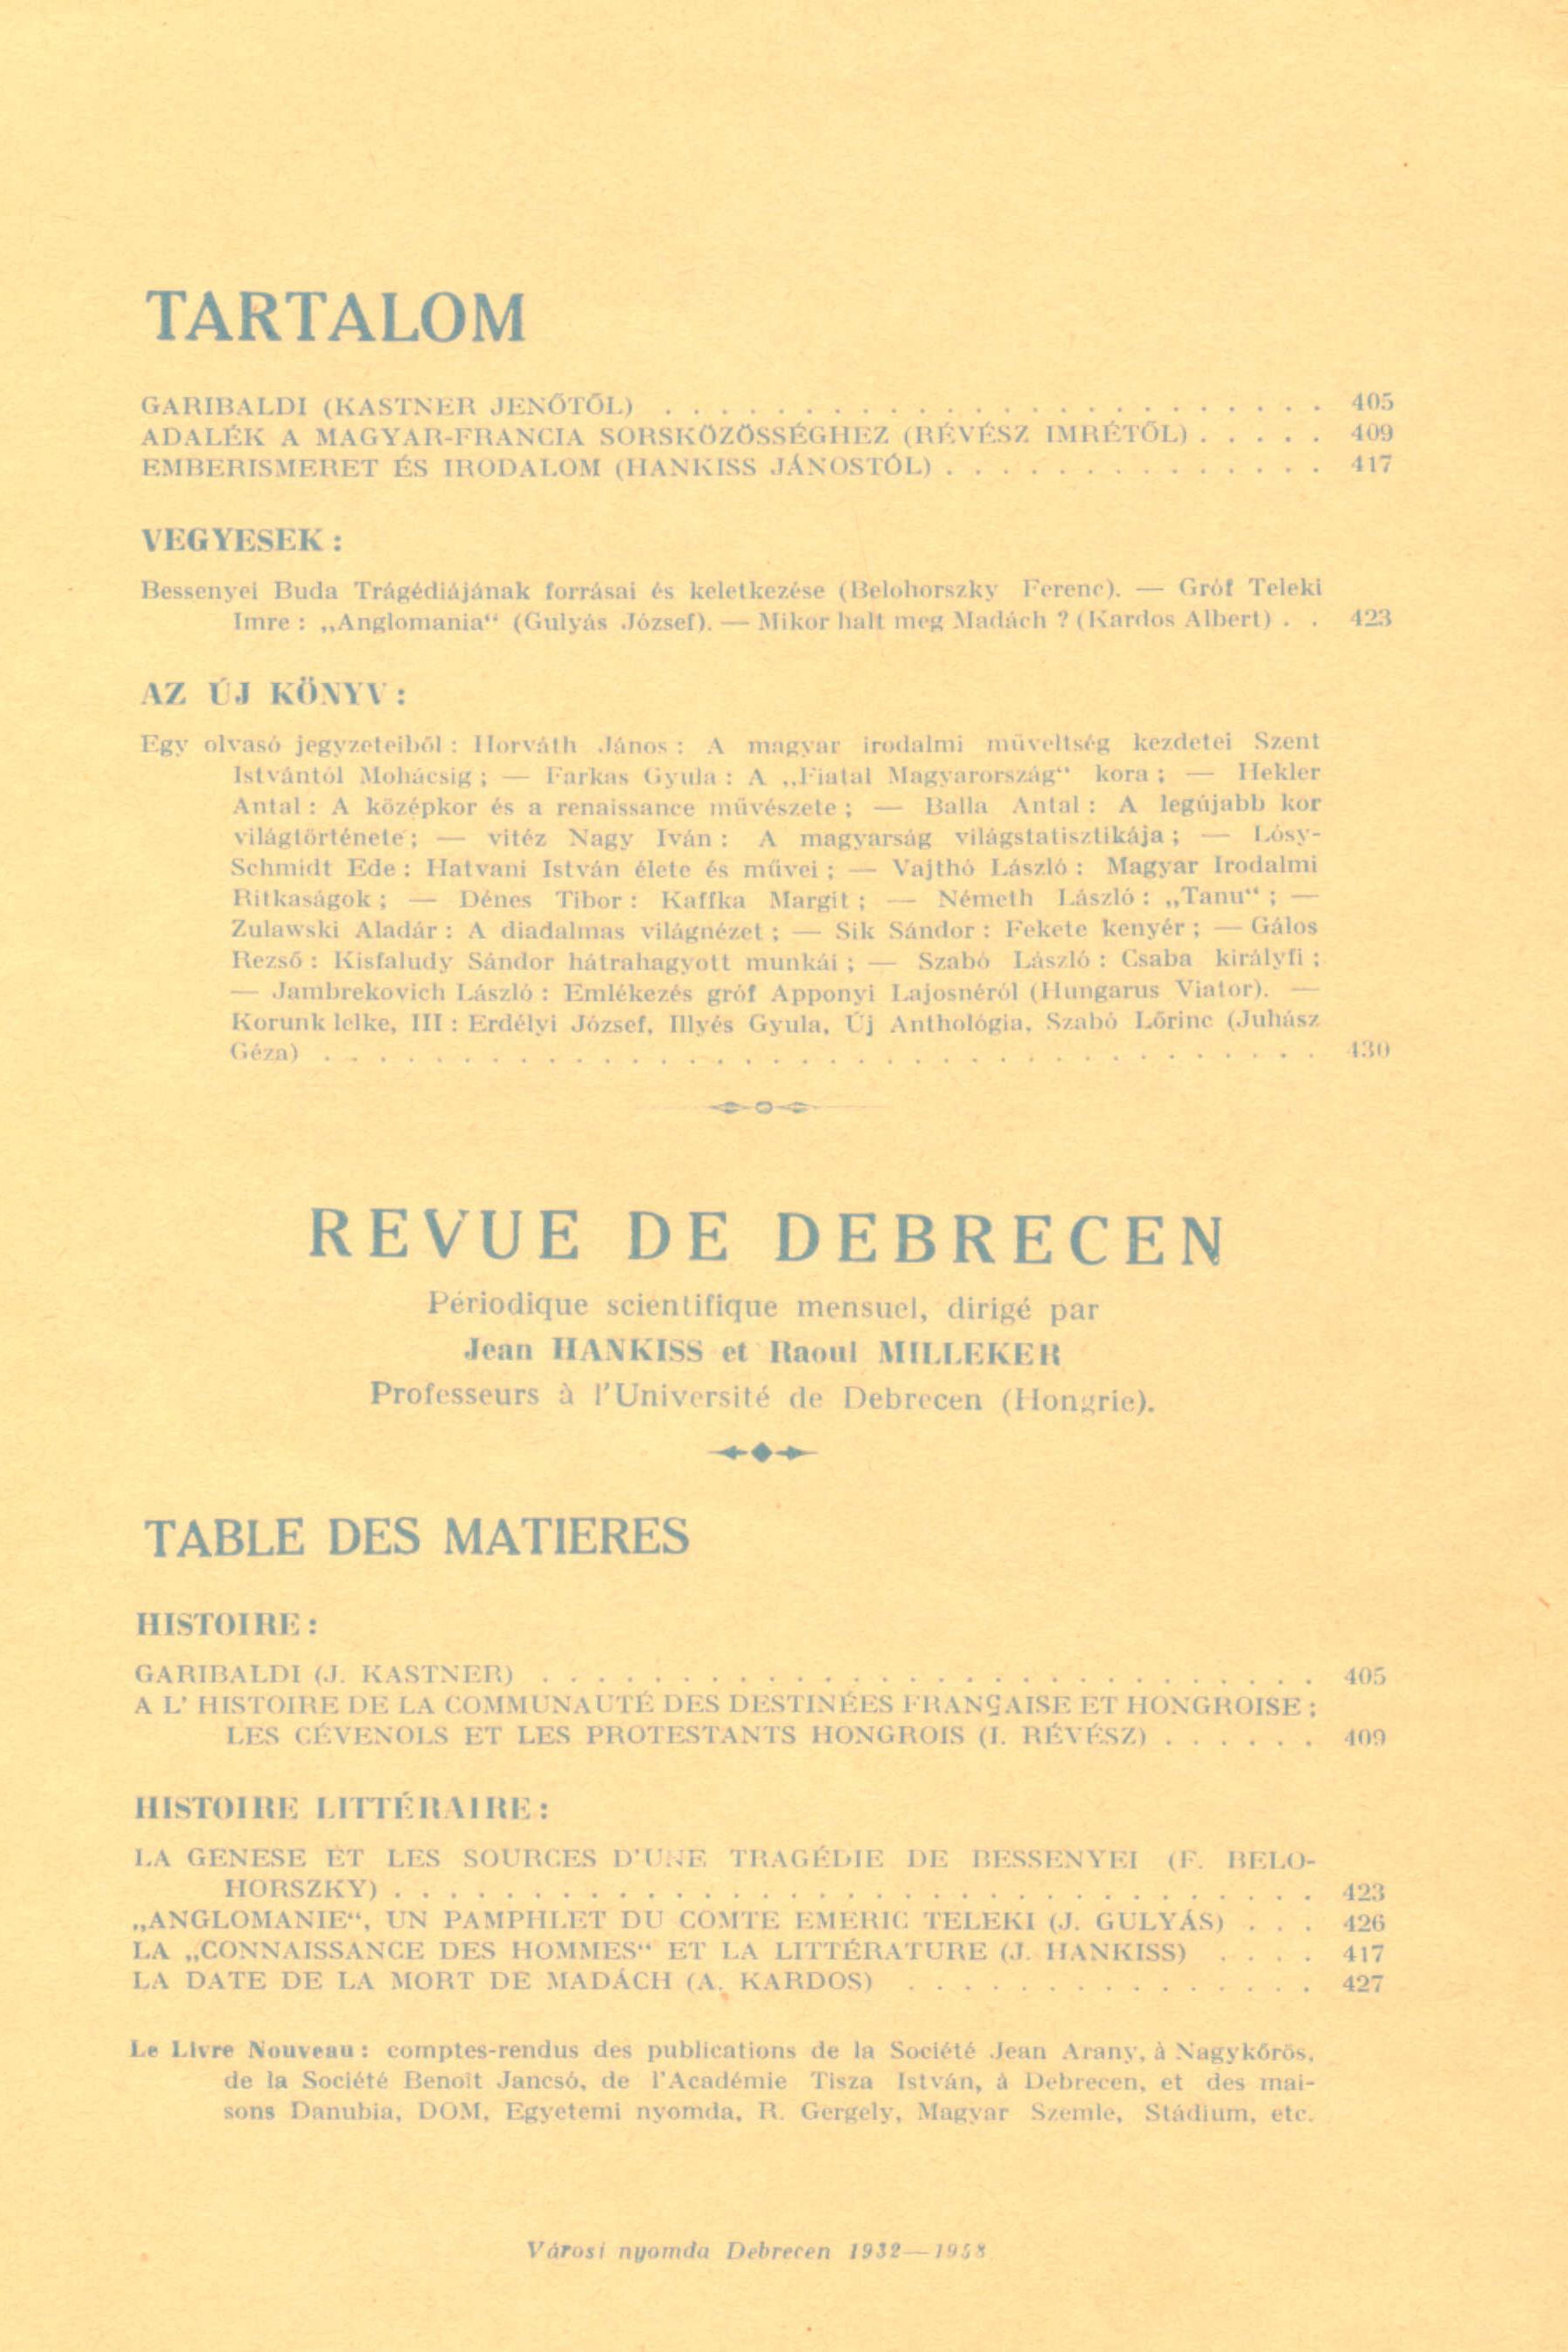 TARTALOM
GARIBALDI (KASTNER JENŐTŐL) . . . . . . . . . . . . . . . . . . . . . . . . 405
ADALÉK A MAGYAR-FRANCIA SORSKÖZÖSSÉGHEZ (RÉVÉSZ IMRÉTŐL) . . . . . 409
EMBERISMERET ÉS IRODALOM (HANKISS JÁNOSTÓL) . . . . . . . . . . . . . . 417
VEGYESEK :
Bessenyei Buda Trágédiájának forrásai és keletkezése (Belohorszky Ferenc). — Gróf Teleki
Imre : „Anglomania“ (Gulyás József). — Mikor halt meg Madách ? (Kardos Albert) . . 423
AZ ÚJ KÖNYV :
Egy olvasó jegyzeteiből : Horváth János : A magyar irodalmi műveltség kezdetei Szent
Istvántól Mohácsig ; — Farkas Gyula : A „Fiatal Magyarország“ kora ; — Hekler
Antal : A középkor és a renaissance művészete ; — Balla Antal : A legújabb kor
világtörténete ; — vitéz Nagy Iván : A magyarság világstatisztikája ; — Lósy-
Schmidt Ede : Hatvani István élete és művei ; — Vajthó László : Magyar Irodalmi
Ritkaságok ; — Dénes Tibor : Kaffka Margit ; — Németh László : „Tanu“ ; —
Zulawski Aladár : A diadalmas világnézet ; — Sik Sándor : Fekete kenyér ; — Gálos
Rezső : Kisfaludy Sándor hátrahagyott munkái ; — Szabó László : Csaba királyfi ;
— Jambrekovich László : Emlékezés gróf Apponyi Lajosnéról (Hungarus Viator). —
Korunk lelke, III : Erdélyi József, Illyés Gyula, Új Anthológia, Szabó Lőrinc (Juhász
Géza) . . . . . . . . . . . . . . . . . . . . . . . . . . . . . . . . . . . . 430
REVUE DE DEBRECEN
Périodique scientifique mensuel, dirigé par
Jean HANKISS et Raoul MILLEKER
Professeurs à l'Université de Debrecen (Hongrie).
TABLE DES MATIERES
HISTOIRE :
GARIBALDI (J. KASTNER) . . . . . . . . . . . . . . . . . . . . . . . . . . . . 405
A L' HISTOIRE DE LA COMMUNAUTÉ DES DESTINÉES FRANÇAISE ET HONGROISE ;
LES CÉVENOLS ET LES PROTESTANTS HONGROIS (I. RÉVÉSZ) . . . . . . 409
HISTOIRE LITTÉRAIRE :
LA GENESE ET LES SOURCES D'UNE TRAGÉDIE DE BESSENYEI (F. BELO-
HORSZKY) . . . . . . . . . . . . . . . . . . . . . . . . . . . . . . . . . 423
„ANGLOMANIE“, UN PAMPHLET DU COMTE EMERIC TELEKI (J. GULYÁS) . . . 426
LA „CONNAISSANCE DES HOMMES“ ET LA LITTÉRATURE (J. HANKISS) . . . . 417
LA DATE DE LA MORT DE MADÁCH (A. KARDOS) . . . . . . . . . . . . . . . 427
Le Livre Nouveau : comptes-rendus des publications de la Société Jean Arany, à Nagykőrös,
de la Société Benoît Jancsó, de l'Académie Tisza István, à Debrecen, et des mai-
sons Danubia, DOM, Egyetemi nyomda, R. Gergely, Magyar Szemle, Stádium, etc.
Városi nyomda Debrecen 1932—1958